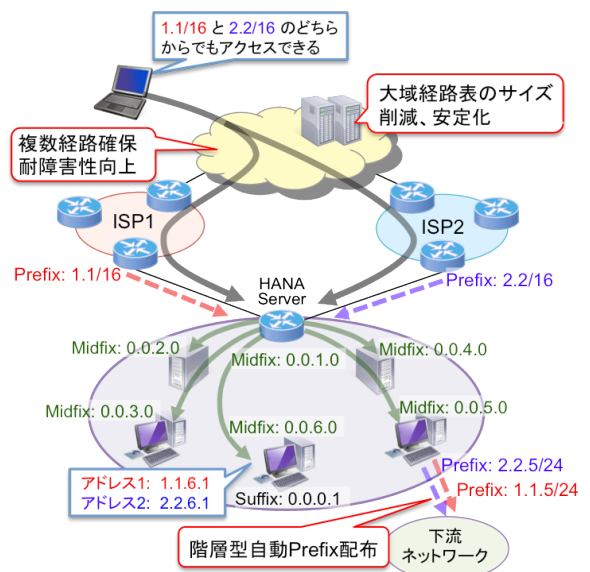 1.1/16 と 2.2/16 のどちら
からでもアクセスできる
大域経路表のサイズ
削減、安定化
複数経路確保
耐障害性向上
ISP1
ISP2
Prefix: 1.1/16
HANA
Server
Prefix: 2.2/16
Midfix: 0.0.2.0
Midfix: 0.0.1.0
Midfix: 0.0.4.0
Midfix: 0.0.3.0
Midfix: 0.0.6.0
Midfix: 0.0.5.0
アドレス1: 1.1.6.1
アドレス2: 2.2.6.1
Suffix: 0.0.0.1
Prefix: 2.2.5/24
Prefix: 1.1.5/24
階層型自動Prefix配布
下流
ネットワーク